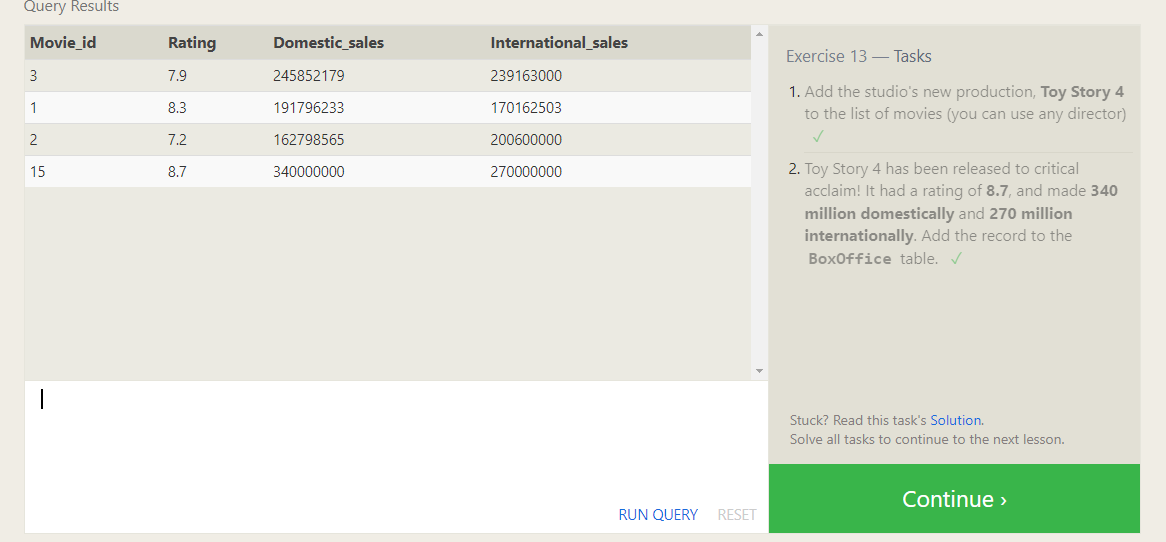 Query Results
Movie_id Rating Domestic_sales International_sales
3 7.9 245852179 239163000
1 8.3 191796233 170162503
2 7.2 162798565 200600000
15 8.7 340000000 270000000
RUN QUERY RESET
Exercise 13 — Tasks
1. Add the studio's new production, Toy Story 4
to the list of movies (you can use any director)
✓
2. Toy Story 4 has been released to critical
acclaim! It had a rating of 8.7, and made 340
million domestically and 270 million
internationally. Add the record to the
BoxOffice table. ✓
Stuck? Read this task's Solution.
Solve all tasks to continue to the next lesson.
Continue ›